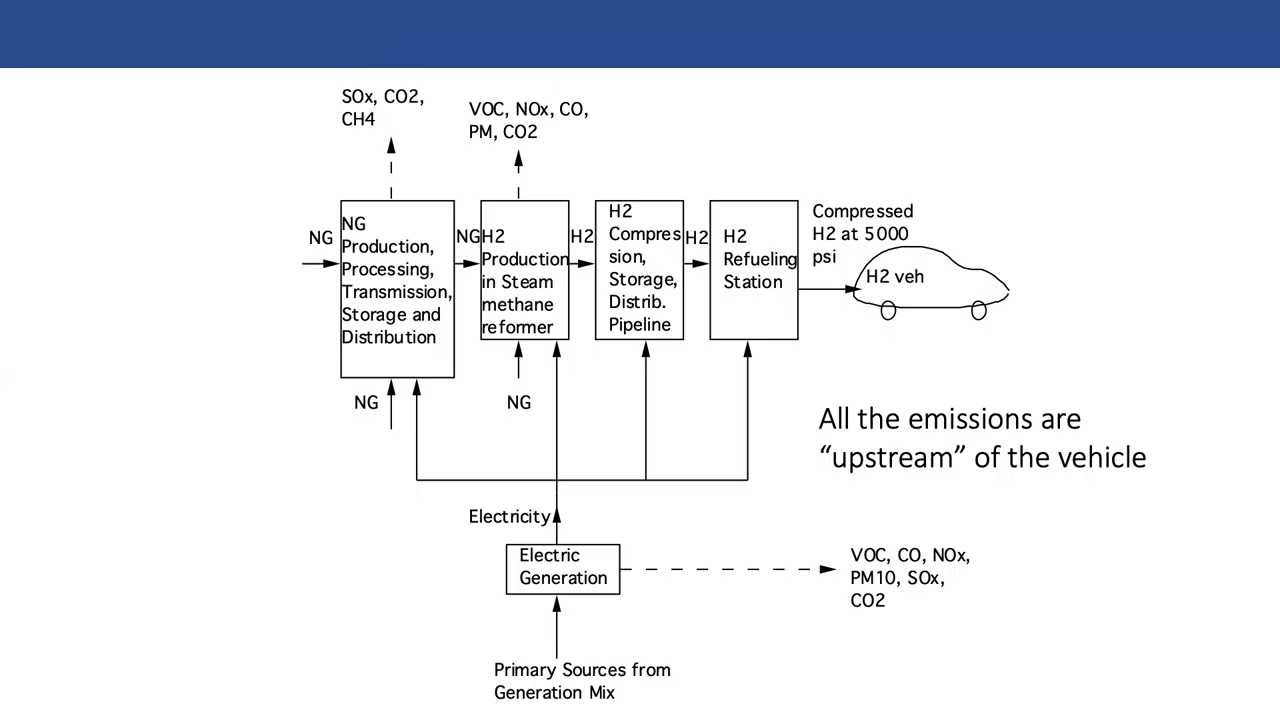 SOx, CO2,
CH4
VOC, NOx, CO,
PM, CO2
NG
NG
Production,
Processing,
Transmission,
Storage and
Distribution
NG
H2
Production
in Steam
methane
reformer
H2
H2
Compres
sion,
Storage,
Distrib.
Pipeline
H2
H2
Refueling
Station
Compressed
H2 at 5000
psi
H2 veh
NG
NG
All the emissions are
“upstream” of the vehicle
Electricity
Electric
Generation
VOC, CO, NOx,
PM10, SOx,
CO2
Primary Sources from
Generation Mix